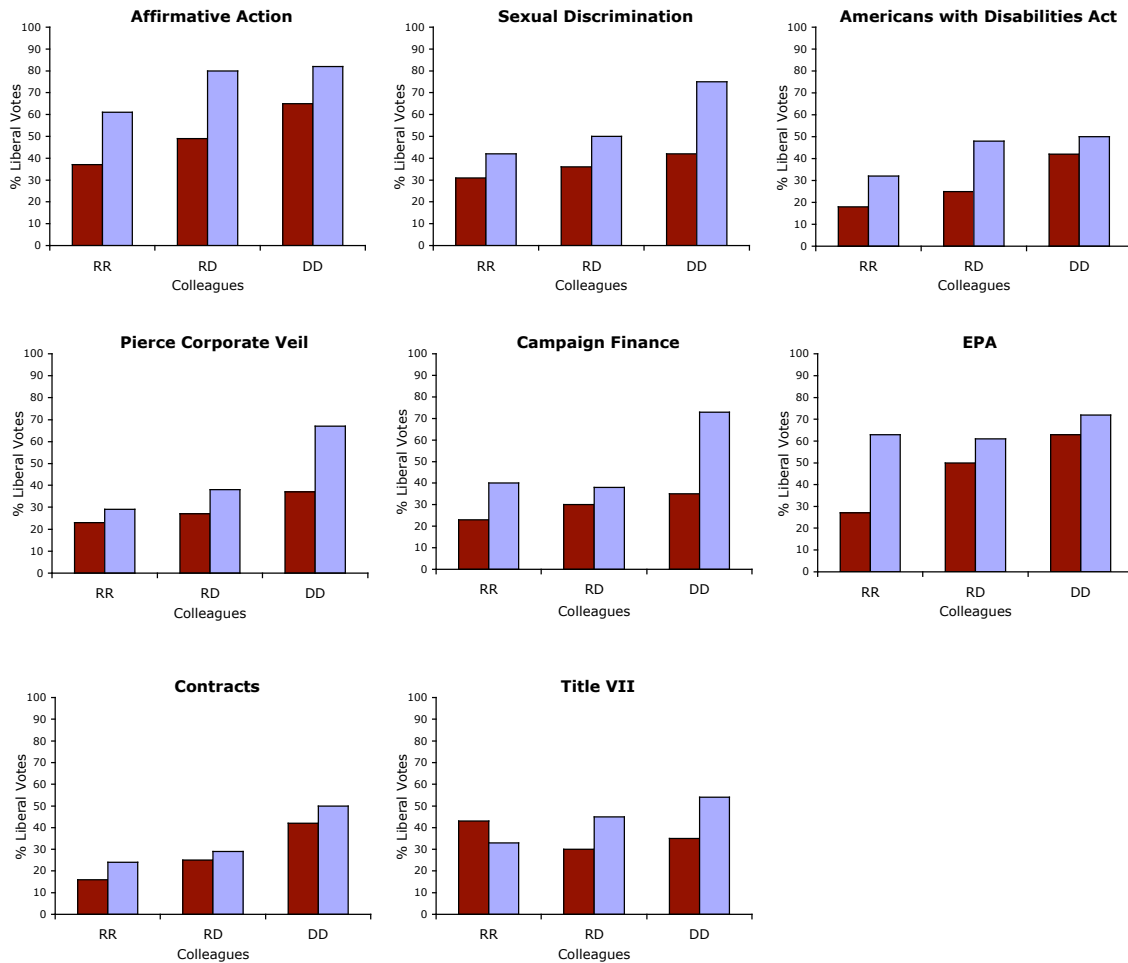 Affirmative Action
100
90
80
70
60
50
40
30
20
10
0
% Liberal Votes
RR RD DD
Colleagues
Sexual Discrimination
100
90
80
70
60
50
40
30
20
10
0
% Liberal Votes
RR RD DD
Colleagues
Americans with Disabilities Act
100
90
80
70
60
50
40
30
20
10
0
% Liberal Votes
RR RD DD
Colleagues
Pierce Corporate Veil
100
90
80
70
60
50
40
30
20
10
0
% Liberal Votes
RR RD DD
Colleagues
Campaign Finance
100
90
80
70
60
50
40
30
20
10
0
% Liberal Votes
RR RD DD
Colleagues
EPA
100
90
80
70
60
50
40
30
20
10
0
% Liberal Votes
RR RD DD
Colleagues
Contracts
100
90
80
70
60
50
40
30
20
10
0
% Liberal Votes
RR RD DD
Colleagues
Title VII
100
90
80
70
60
50
40
30
20
10
0
% Liberal Votes
RR RD DD
Colleagues